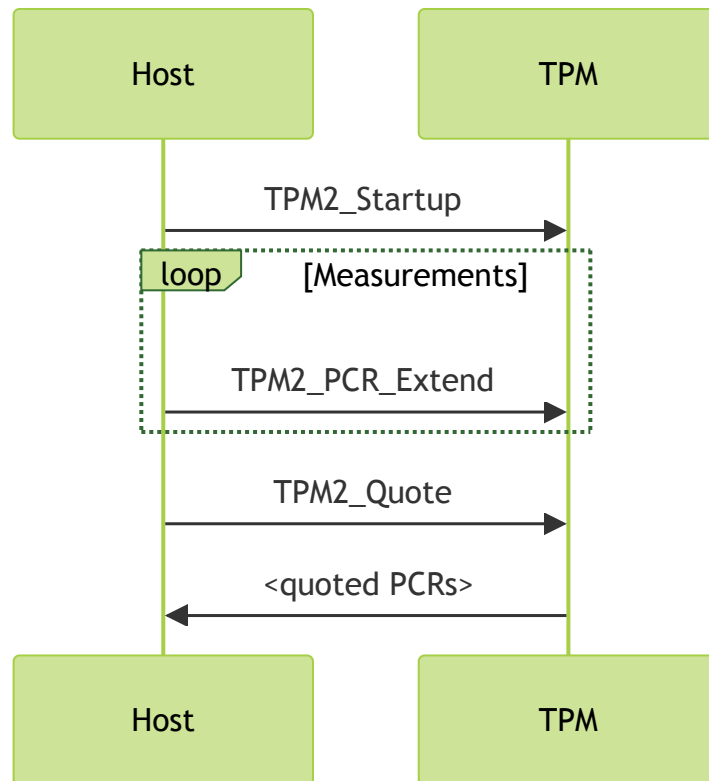 Host
TPM
TPM2_Startup
loop
[Measurements]
TPM2_PCR_Extend
TPM2_Quote
<quoted PCRs>
Host
TPM